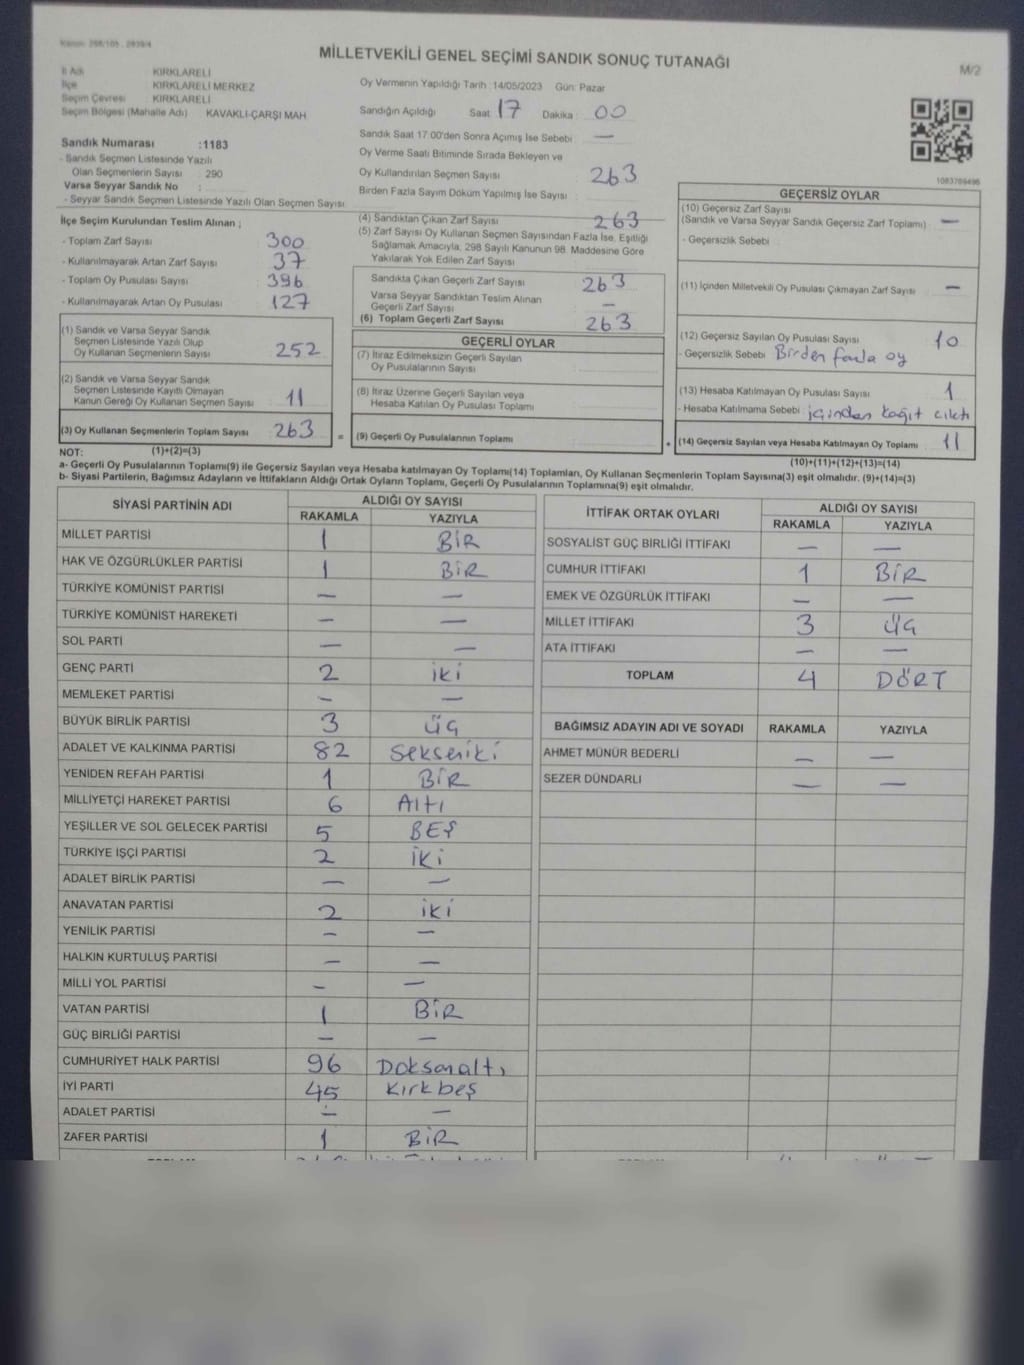 Kanun: 298/105 , 2839/4
MİLLETVEKİLİ GENEL SEÇİMİ SANDIK SONUÇ TUTANAĞI
M/2
İl Adı KIRKLARELİ
İlçe KIRKLARELİ MERKEZ
Seçim Çevresi KIRKLARELİ
Seçim Bölgesi (Mahalle Adı) KAVAKLI-ÇARŞI MAH
Sandık Numarası :1183
- Sandık Seçmen Listesinde Yazılı
Olan Seçmenlerin Sayısı : 290
Varsa Seyyar Sandık No :
- Seyyar Sandık Seçmen Listesinde Yazılı Olan Seçmen Sayısı
Oy Vermenin Yapıldığı Tarih : 14/05/2023 Gün: Pazar
Sandığın Açıldığı Saat : 17 Dakika : 00
Sandık Saat 17:00'den Sonra Açımış İse Sebebi : —
Oy Verme Saati Bitiminde Sırada Bekleyen ve
Oy Kullandırılan Seçmen Sayısı : 263
Birden Fazla Sayım Döküm Yapılmış İse Sayısı :
1083769496
İlçe Seçim Kurulundan Teslim Alınan ;
- Toplam Zarf Sayısı : 300
- Kullanılmayarak Artan Zarf Sayısı : 37
- Toplam Oy Pusulası Sayısı : 396
- Kullanılmayarak Artan Oy Pusulası : 127
(4) Sandıktan Çıkan Zarf Sayısı 263
(5) Zarf Sayısı Oy Kullanan Seçmen Sayısından Fazla İse, Eşitliği
Sağlamak Amacıyla, 298 Sayılı Kanunun 98. Maddesine Göre
Yakılarak Yok Edilen Zarf Sayısı
Sandıkta Çıkan Geçerli Zarf Sayısı : 263
Varsa Seyyar Sandıktan Teslim Alınan
Geçerli Zarf Sayısı : —
(6) Toplam Geçerli Zarf Sayısı : 263
GEÇERSİZ OYLAR
(10) Geçersiz Zarf Sayısı
(Sandık ve Varsa Seyyar Sandık Geçersiz Zarf Toplamı) : —
- Geçersizlik Sebebi :
(11) İçinden Milletvekili Oy Pusulası Çıkmayan Zarf Sayısı : —
(12) Geçersiz Sayılan Oy Pusulası Sayısı : 10
- Geçersizlik Sebebi : Birden fazla oy
(13) Hesaba Katılmayan Oy Pusulası Sayısı : 1
- Hesaba Katılmama Sebebi : içinden kağıt çıktı
(14) Geçersiz Sayılan veya Hesaba Katılmayan Oy Toplamı : 11
(10)+(11)+(12)+(13)=(14)
(1) Sandık ve Varsa Seyyar Sandık
Seçmen Listesinde Yazılı Olup
Oy Kullanan Seçmenlerin Sayısı : 252
(2) Sandık ve Varsa Seyyar Sandık
Seçmen Listesinde Kayıtlı Olmayan
Kanun Gereği Oy Kullanan Seçmen Sayısı : 11
(3) Oy Kullanan Seçmenlerin Toplam Sayısı : 263
(1)+(2)=(3)
GEÇERLİ OYLAR
(7) İtiraz Edilmeksizin Geçerli Sayılan
Oy Pusulalarının Sayısı :
(8) İtiraz Üzerine Geçerli Sayılan veya
Hesaba Katılan Oy Pusulası Toplamı :
= (9) Geçerli Oy Pusulalarının Toplamı : +
NOT:
a- Geçerli Oy Pusulalarının Toplamı(9) ile Geçersiz Sayılan veya Hesaba katılmayan Oy Toplamı(14) Toplamları, Oy Kullanan Seçmenlerin Toplam Sayısına(3) eşit olmalıdır. (9)+(14)=(3)
b- Siyasi Partilerin, Bağımsız Adayların ve İttifakların Aldığı Ortak Oyların Toplamı, Geçerli Oy Pusulalarının Toplamına(9) eşit olmalıdır.
SİYASİ PARTİNİN ADI ALDIĞI OY SAYISI
RAKAMLA YAZIYLA
MİLLET PARTİSİ 1 BİR
HAK VE ÖZGÜRLÜKLER PARTİSİ 1 BİR
TÜRKİYE KOMÜNİST PARTİSİ — —
TÜRKİYE KOMÜNİST HAREKETİ — —
SOL PARTİ — —
GENÇ PARTİ 2 iki
MEMLEKET PARTİSİ — —
BÜYÜK BİRLİK PARTİSİ 3 üç
ADALET VE KALKINMA PARTİSİ 82 Sekseniki
YENİDEN REFAH PARTİSİ 1 BİR
MİLLİYETÇİ HAREKET PARTİSİ 6 Altı
YEŞİLLER VE SOL GELECEK PARTİSİ 5 BEŞ
TÜRKİYE İŞÇİ PARTİSİ 2 iki
ADALET BİRLİK PARTİSİ — —
ANAVATAN PARTİSİ 2 iki
YENİLİK PARTİSİ — —
HALKIN KURTULUŞ PARTİSİ — —
MİLLİ YOL PARTİSİ — —
VATAN PARTİSİ 1 BİR
GÜÇ BİRLİĞİ PARTİSİ — —
CUMHURİYET HALK PARTİSİ 96 Doksanaltı
İYİ PARTİ 45 Kırkbeş
ADALET PARTİSİ — —
ZAFER PARTİSİ 1 BİR
İTTİFAK ORTAK OYLARI ALDIĞI OY SAYISI
RAKAMLA YAZIYLA
SOSYALİST GÜÇ BİRLİĞİ İTTİFAKI — —
CUMHUR İTTİFAKI 1 BİR
EMEK VE ÖZGÜRLÜK İTTİFAKI — —
MİLLET İTTİFAKI 3 üç
ATA İTTİFAKI — —
TOPLAM 4 DÖRT
BAĞIMSIZ ADAYIN ADI VE SOYADI RAKAMLA YAZIYLA
AHMET MÜNÜR BEDERLİ — —
SEZER DÜNDARLI — —